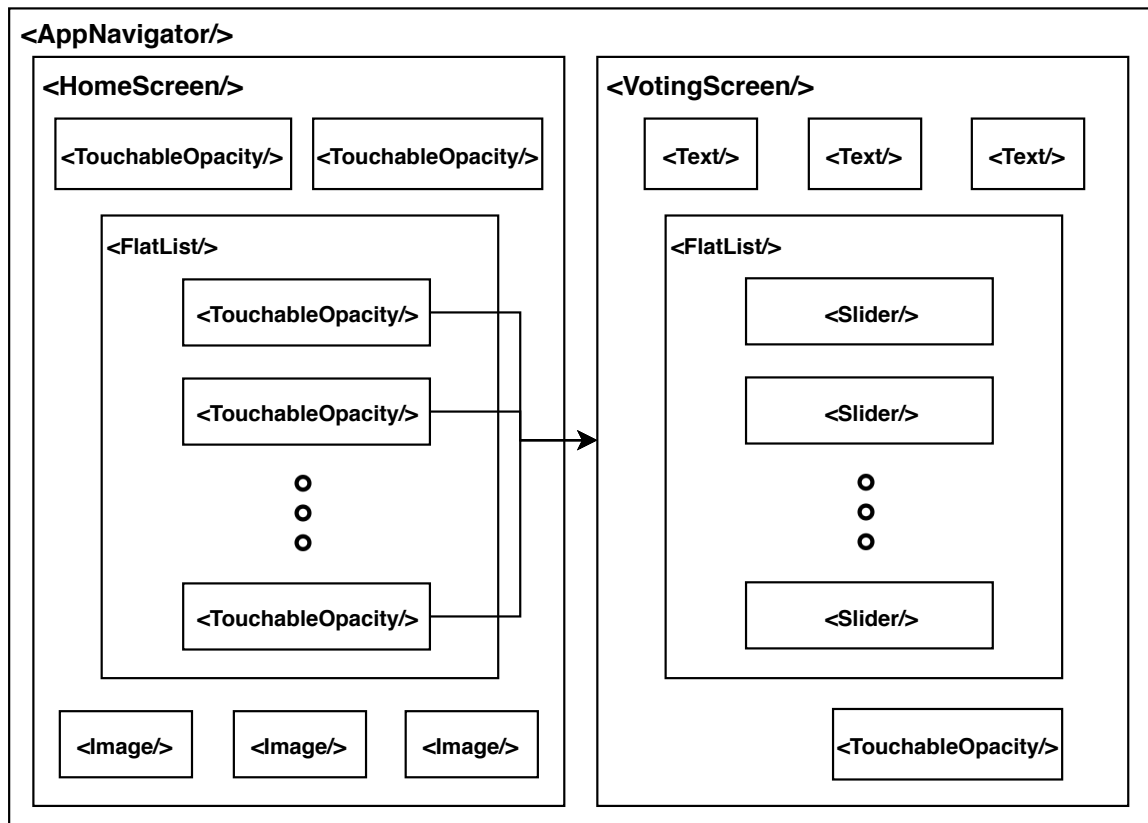 <AppNavigator/>
<HomeScreen/>
<TouchableOpacity/>
<TouchableOpacity/>
<FlatList/>
<TouchableOpacity/>
<TouchableOpacity/>
<TouchableOpacity/>
<Image/>
<Image/>
<Image/>
<VotingScreen/>
<Text/>
<Text/>
<Text/>
<FlatList/>
<Slider/>
<Slider/>
<Slider/>
<TouchableOpacity/>